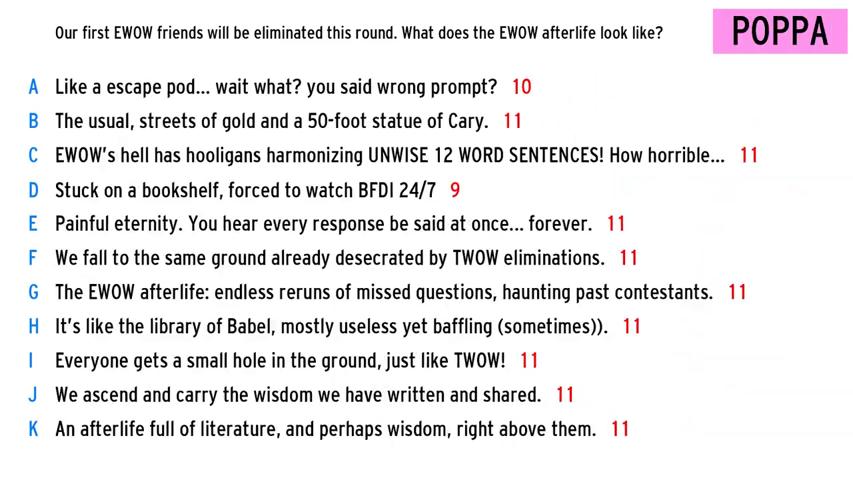 Our first EWOW friends will be eliminated this round. What does the EWOW afterlife look like?
POPPA
A Like a escape pod... wait what? you said wrong prompt? 10
B The usual, streets of gold and a 50-foot statue of Cary. 11
C EWOW's hell has hooligans harmonizing UNWISE 12 WORD SENTENCES! How horrible... 11
D Stuck on a bookshelf, forced to watch BFDI 24/7 9
E Painful eternity. You hear every response be said at once... forever. 11
F We fall to the same ground already desecrated by TWOW eliminations. 11
G The EWOW afterlife: endless reruns of missed questions, haunting past contestants. 11
H It's like the library of Babel, mostly useless yet baffling (sometimes)). 11
I Everyone gets a small hole in the ground, just like TWOW! 11
J We ascend and carry the wisdom we have written and shared. 11
K An afterlife full of literature, and perhaps wisdom, right above them. 11